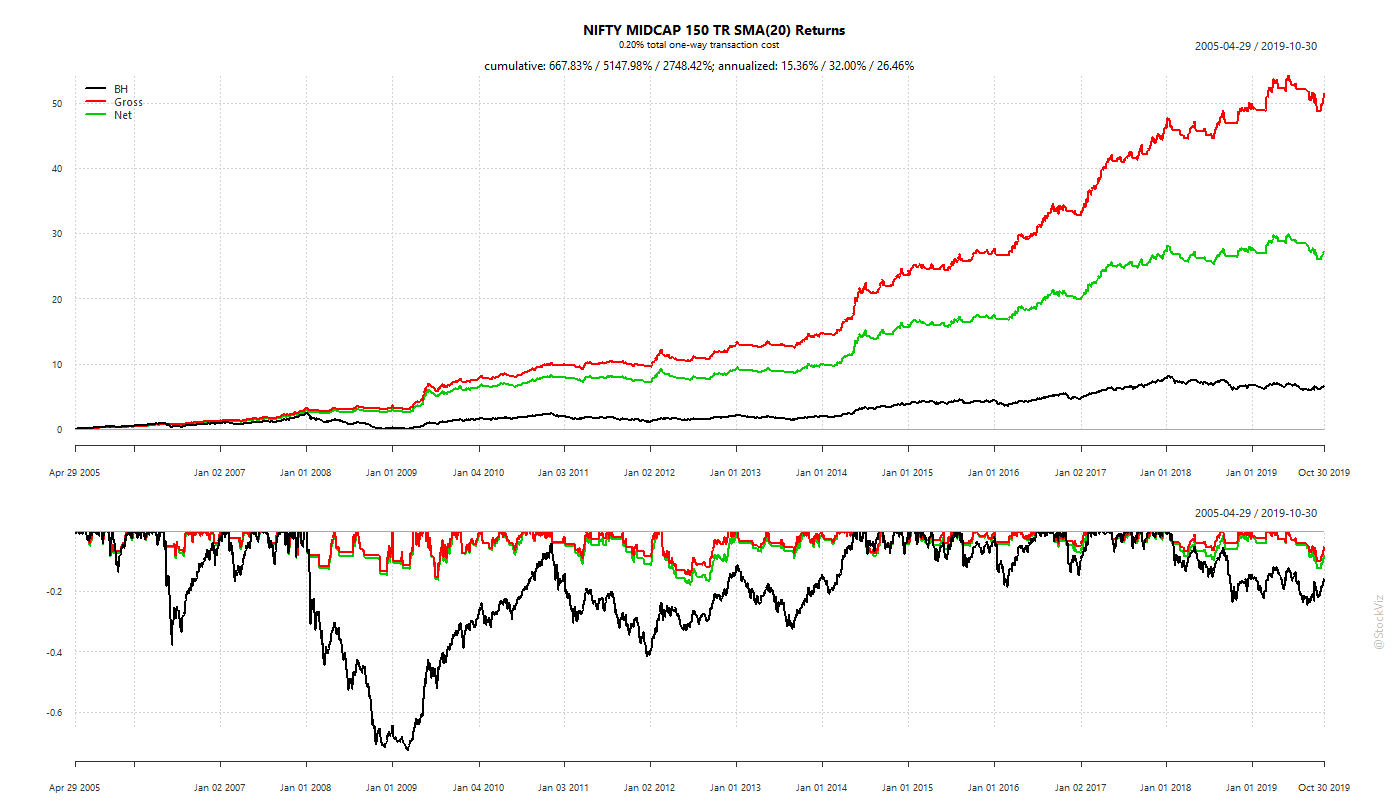 NIFTY MIDCAP 150 TR SMA(20) Returns
0.20% total one-way transaction cost
2005-04-29 / 2019-10-30
cumulative: 667.83% / 5147.98% / 2748.42%; annualized: 15.36% / 32.00% / 26.46%
BH
Gross
Net
50
40
30
20
10
0
Apr 29 2005 Jan 02 2007 Jan 01 2008 Jan 01 2009 Jan 04 2010 Jan 03 2011 Jan 02 2012 Jan 01 2013 Jan 01 2014 Jan 01 2015 Jan 01 2016 Jan 02 2017 Jan 01 2018 Jan 01 2019 Oct 30 2019
2005-04-29 / 2019-10-30
-0.2
-0.4
-0.6
Apr 29 2005 Jan 02 2007 Jan 01 2008 Jan 01 2009 Jan 04 2010 Jan 03 2011 Jan 02 2012 Jan 01 2013 Jan 01 2014 Jan 01 2015 Jan 01 2016 Jan 02 2017 Jan 01 2018 Jan 01 2019 Oct 30 2019
@StockViz